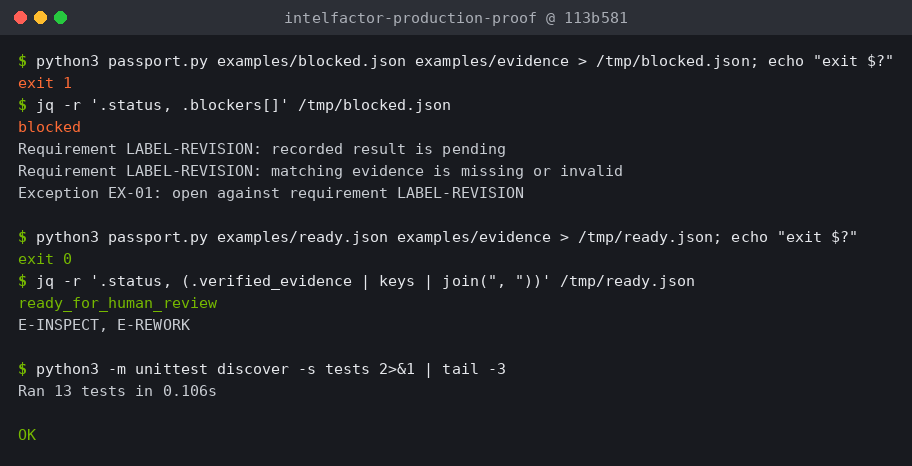 intelfactor-production-proof @ 113b581
$ python3 passport.py examples/blocked.json examples/evidence > /tmp/blocked.json; echo "exit $?"
exit 1
$ jq -r '.status, .blockers[]' /tmp/blocked.json
blocked
Requirement LABEL-REVISION: recorded result is pending
Requirement LABEL-REVISION: matching evidence is missing or invalid
Exception EX-01: open against requirement LABEL-REVISION
$ python3 passport.py examples/ready.json examples/evidence > /tmp/ready.json; echo "exit $?"
exit 0
$ jq -r '.status, (.verified_evidence | keys | join(", "))' /tmp/ready.json
ready_for_human_review
E-INSPECT, E-REWORK
$ python3 -m unittest discover -s tests 2>&1 | tail -3
Ran 13 tests in 0.106s
OK